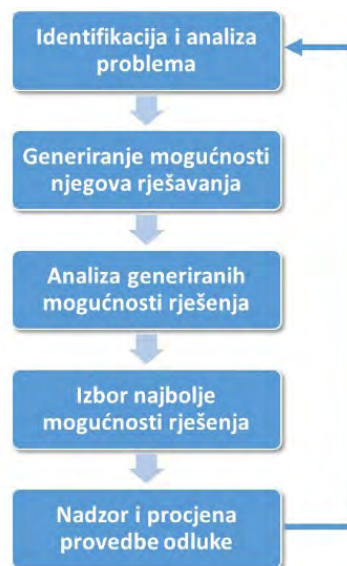 Identifikacija i analiza
problema
Generiranje mogućnosti
njegova rješavanja
Analiza generiranih
mogućnosti rješenja
Izbor najbolje
mogućnosti rješenja
Nadzor i procjena
provedbe odluke